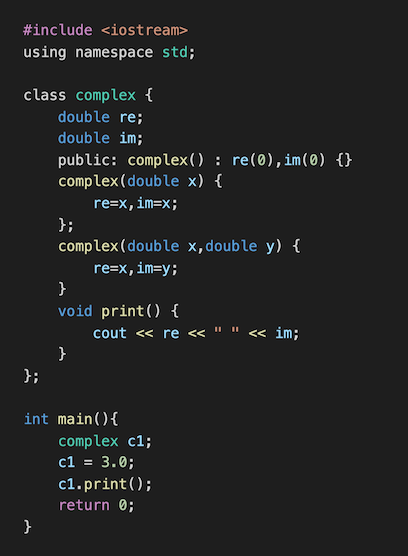 #include <iostream>
using namespace std;

class complex {
    double re;
    double im;
    public: complex() : re(0),im(0) {}
    complex(double x) {
        re=x,im=x;
    };
    complex(double x,double y) {
        re=x,im=y;
    }
    void print() {
        cout << re << " " << im;
    }
};

int main(){
    complex c1;
    c1 = 3.0;
    c1.print();
    return 0;
}